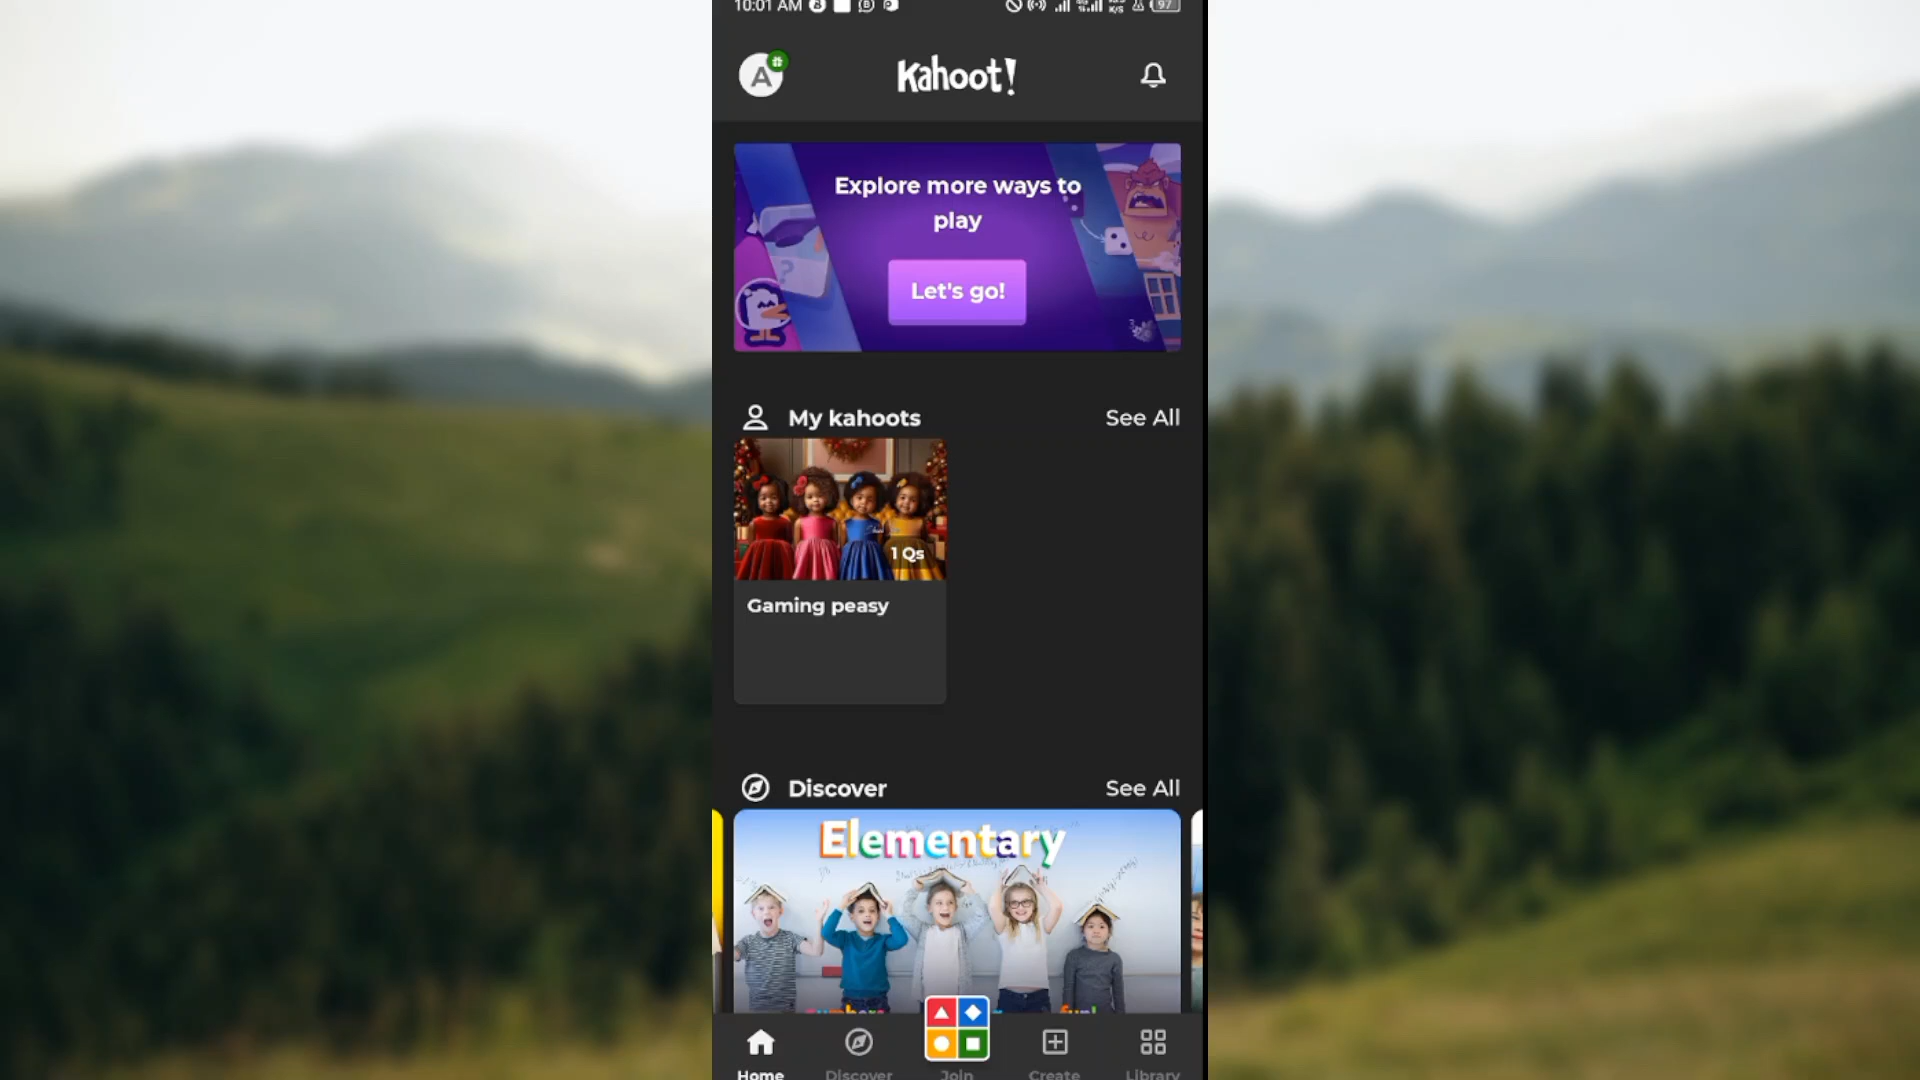 10:01 AM
97
A
Kahoot!
Explore more ways to
play
Let's go!
My kahoots
See All
1 Qs
Gaming peasy
Discover
See All
Elementary
Home
Discover
Join
Create
Library